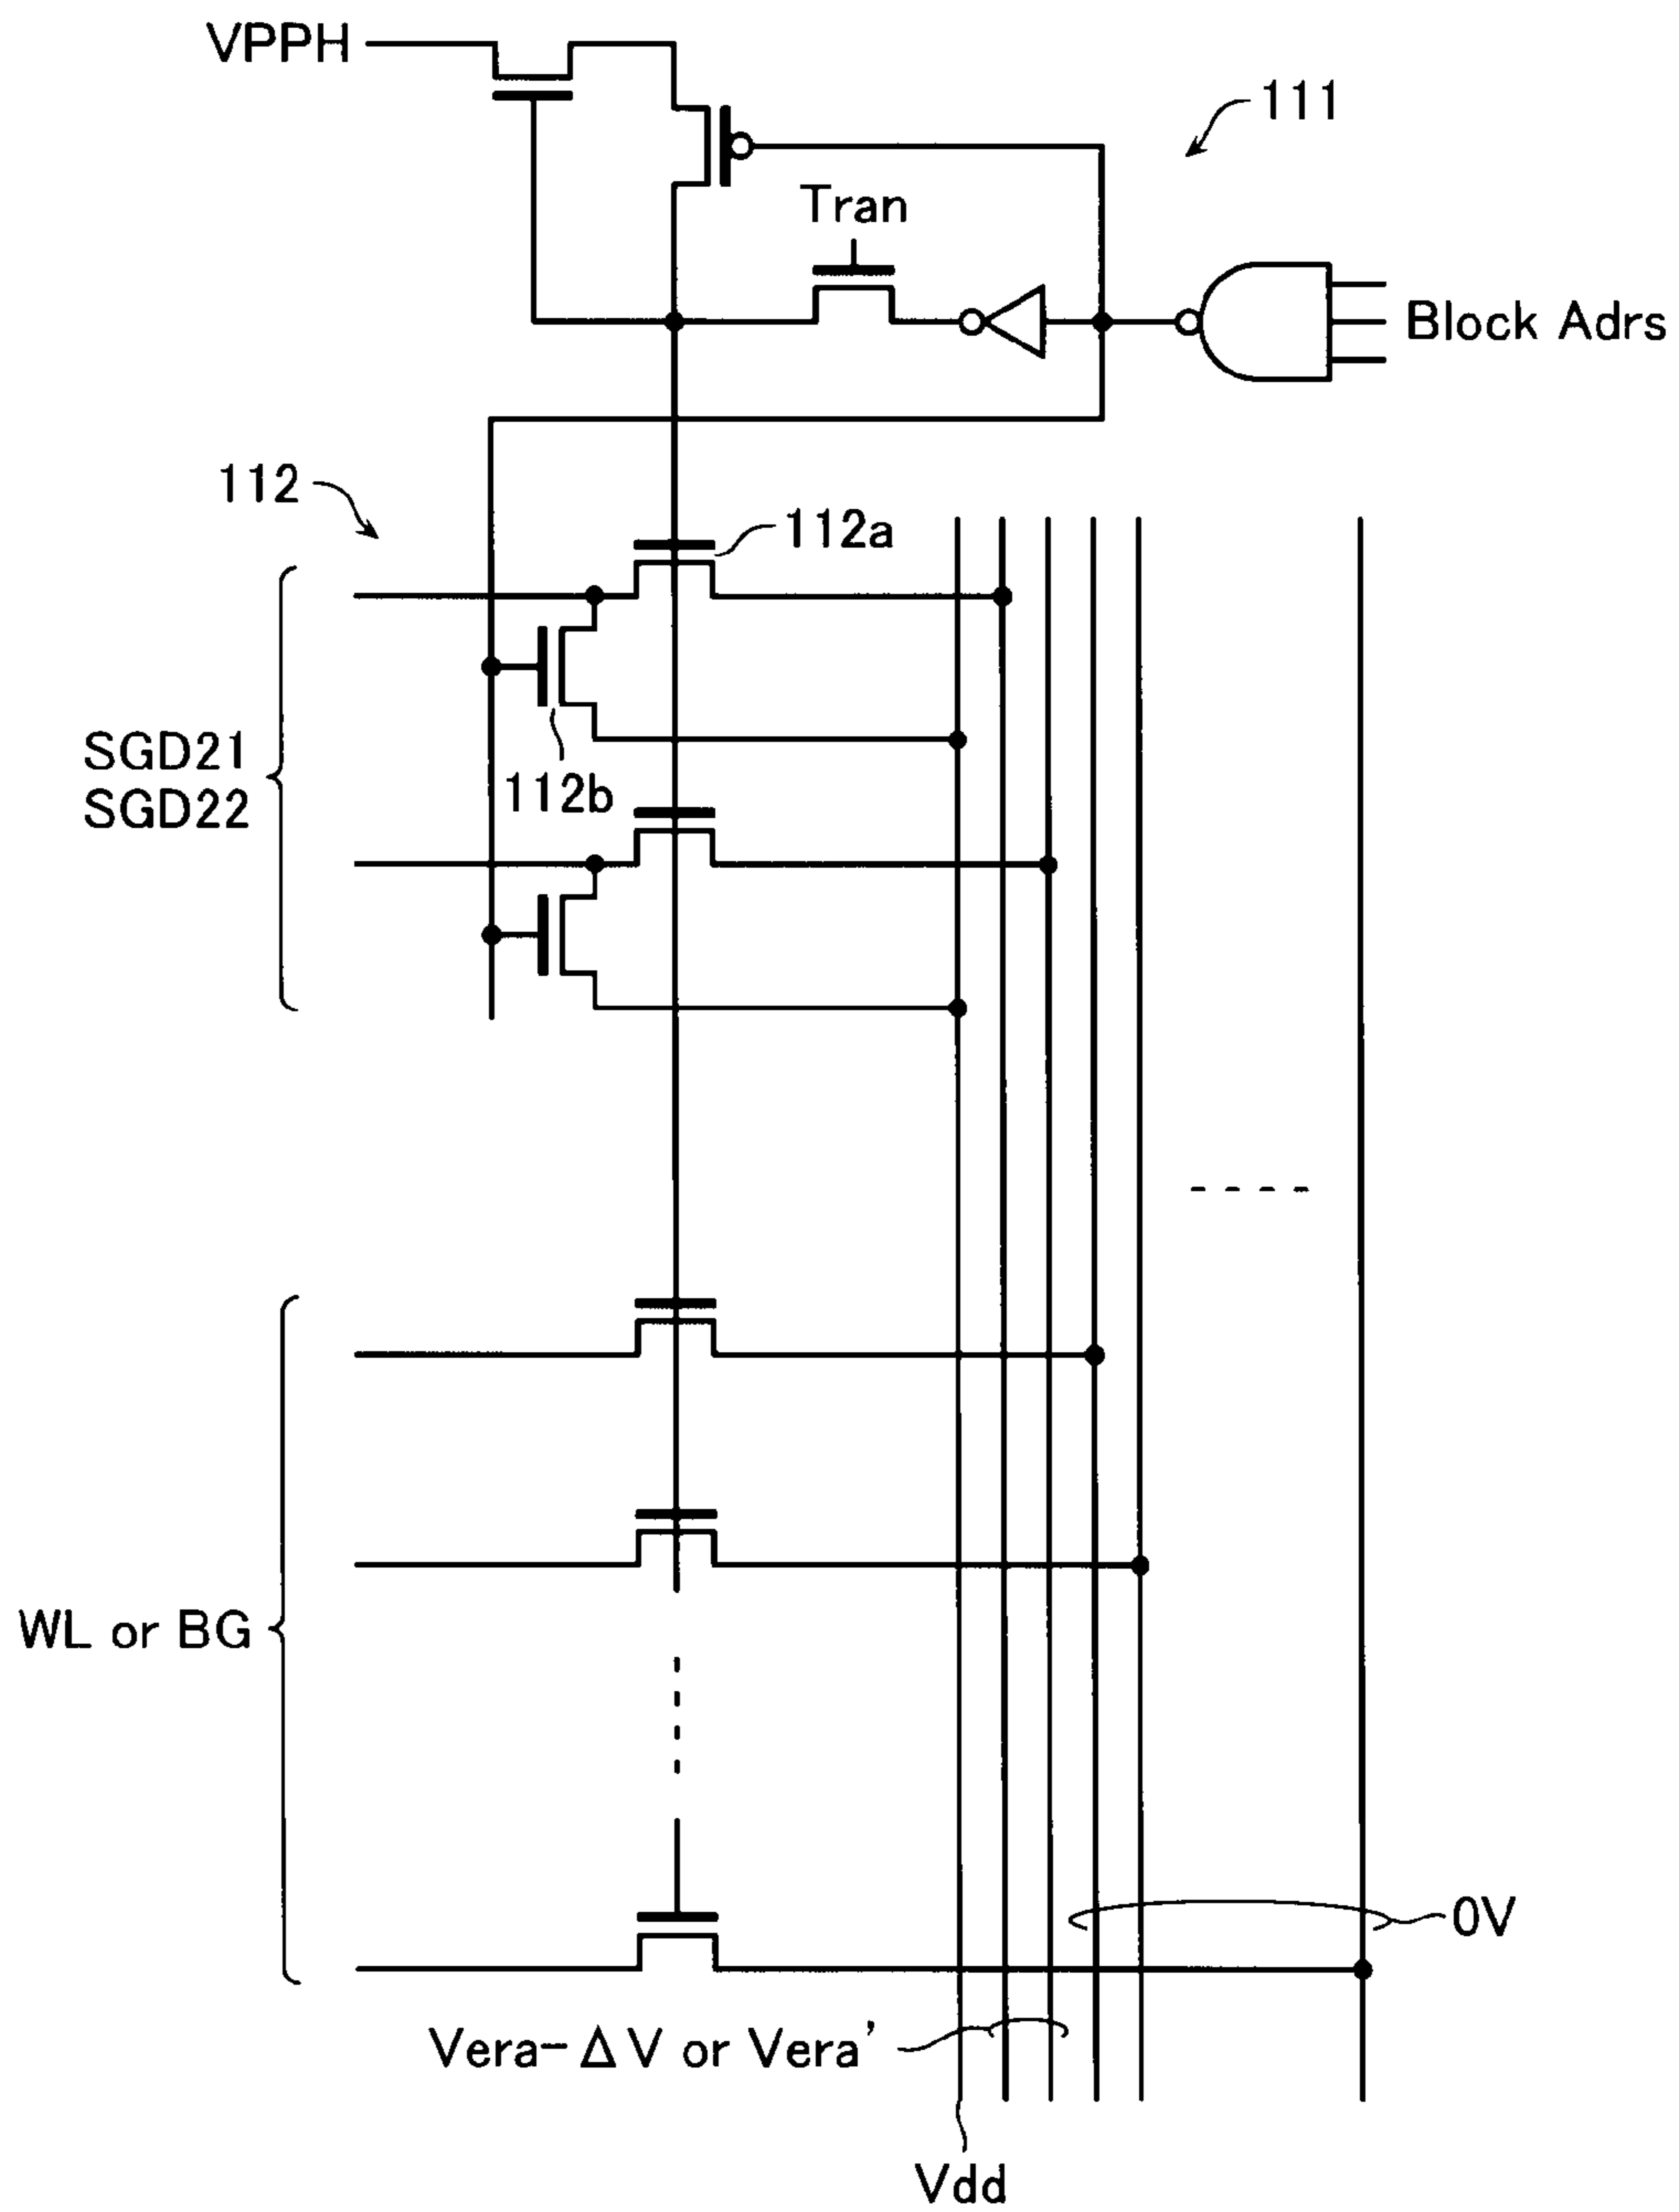 VPPH
111
Tran
Block Adrs
112
112a
SGD21
SGD22
112b
WL or BG
0V
Vera-ΔV or Vera'
Vdd